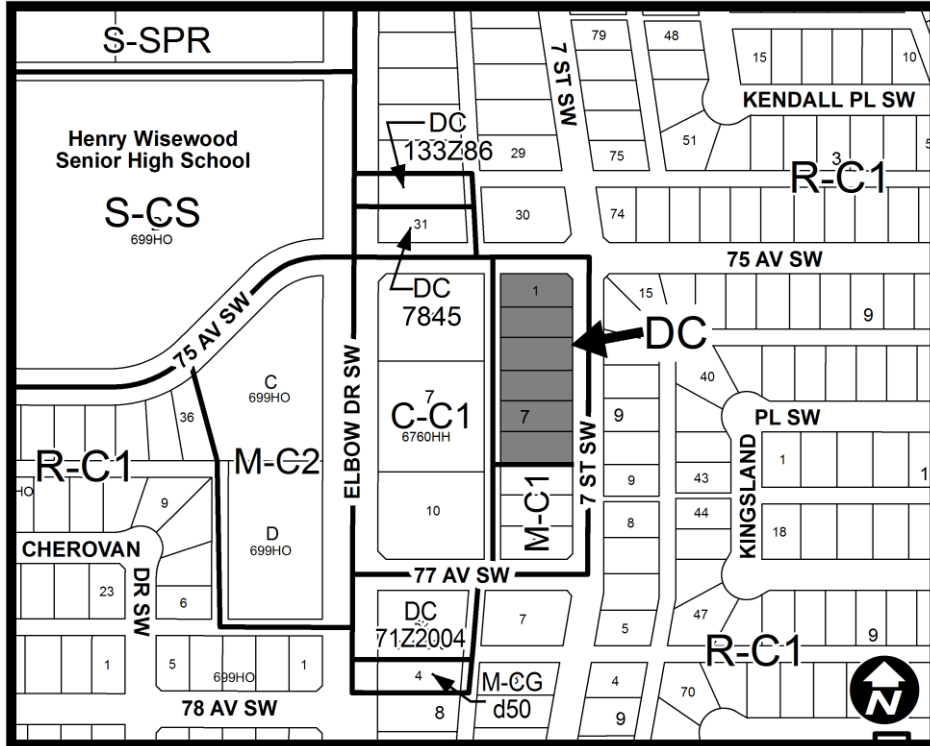 S-SPR
Henry Wisewood
Senior High School
S-CS
699HO
DC
133Z86
31
DC
7845
7 ST SW
79
48
15
10
KENDALL PL SW
51
29
75
3
R-C1
30
74
75 AV SW
75 AV SW
1
15
9
DC
40
ELBOW DR SW
C
699HO
7
C-C1
6760HH
7
9
PL SW
36
R-C1
HO
M-C2
7 ST SW
9
43
1
1
M-C1
KINGSLAND
9
10
8
44
18
D
699HO
CHEROVAN
DR SW
23
6
77 AV SW
DC
71Z2004
7
5
47
9
R-C1
1
5
699HO
1
4
M-CG
d50
4
70
78 AV SW
8
9
N